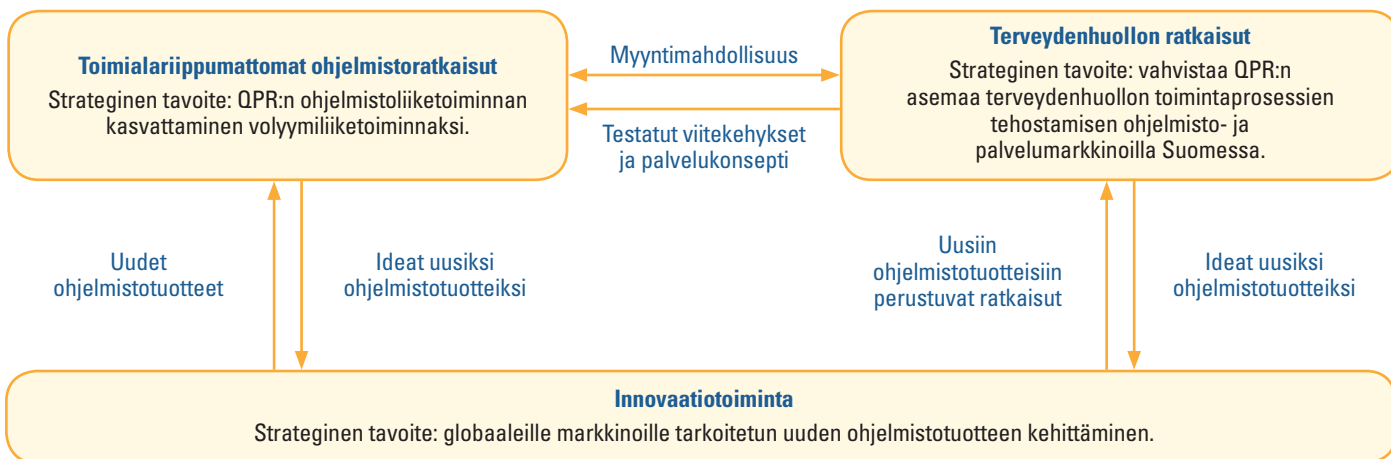 Toimialariippumattomat ohjelmistoratkaisut
Strateginen tavoite: QPR:n ohjelmistoliiketoiminnan
kasvattaminen volyymiliiketoiminnaksi.
Myyntimahdollisuus
Testatut viitekehykset
ja palvelukonsepti
Terveydenhuollon ratkaisut
Strateginen tavoite: vahvistaa QPR:n
asemaa terveydenhuollon toimintaprosessien
tehostamisen ohjelmisto- ja
palvelumarkkinoilla Suomessa.
Uudet
ohjelmistotuotteet
Ideat uusiksi
ohjelmistotuotteiksi
Uusiin
ohjelmistotuotteisiin
perustuvat ratkaisut
Ideat uusiksi
ohjelmistotuotteiksi
Innovaatiotoiminta
Strateginen tavoite: globaaleille markkinoille tarkoitetun uuden ohjelmistotuotteen kehittäminen.